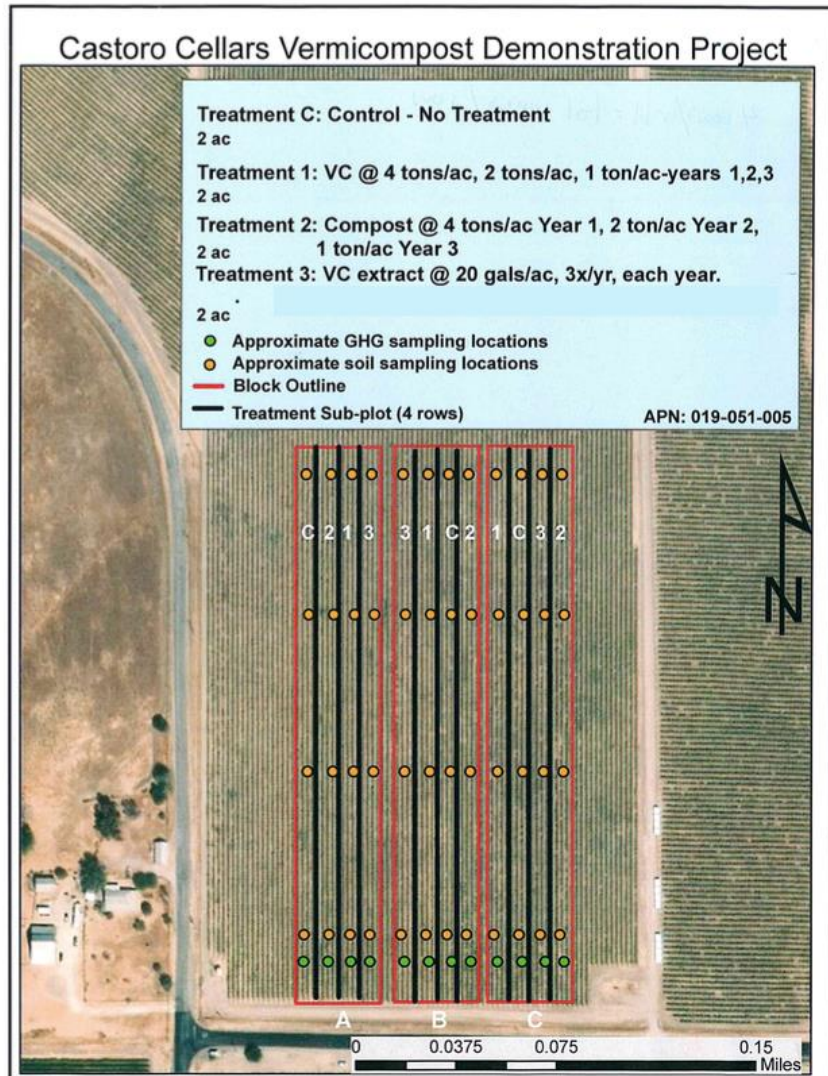 Castoro Cellars Vermicompost Demonstration Project
Treatment C: Control - No Treatment
2 ac
Treatment 1: VC @ 4 tons/ac, 2 tons/ac, 1 ton/ac-years 1,2,3
2 ac
Treatment 2: Compost @ 4 tons/ac Year 1, 2 ton/ac Year 2,
2 ac 1 ton/ac Year 3
Treatment 3: VC extract @ 20 gals/ac, 3x/yr, each year.
2 ac
Approximate GHG sampling locations
Approximate soil sampling locations
Block Outline
Treatment Sub-plot (4 rows) APN: 019-051-005
C 2 1 3 3 1 C 2 1 C 3 2
N
A B C
0 0.0375 0.075 0.15
Miles